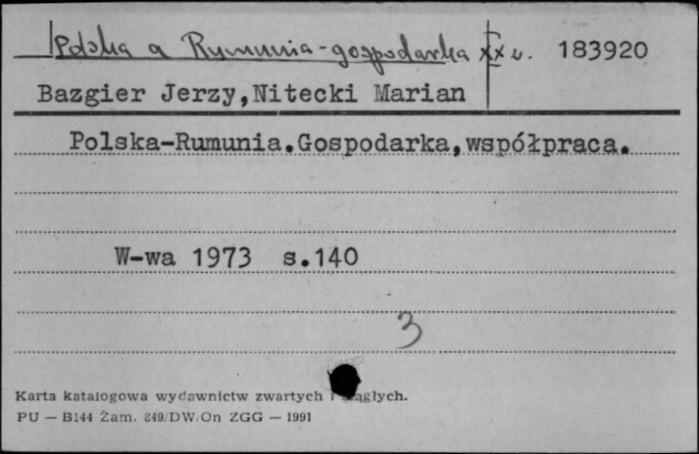 Polska a Rumunia - gospodarka XX w. 183920
Bazgier Jerzy,Nitecki Marian
Polska-Rumunia.Gospodarka,współpraca.
W-wa 1973 s.140
3
Karta katalogowa wydawnictw zwartych i ciągłych.
PU — B144 Zam. 849/DW/On ZGG — 1991